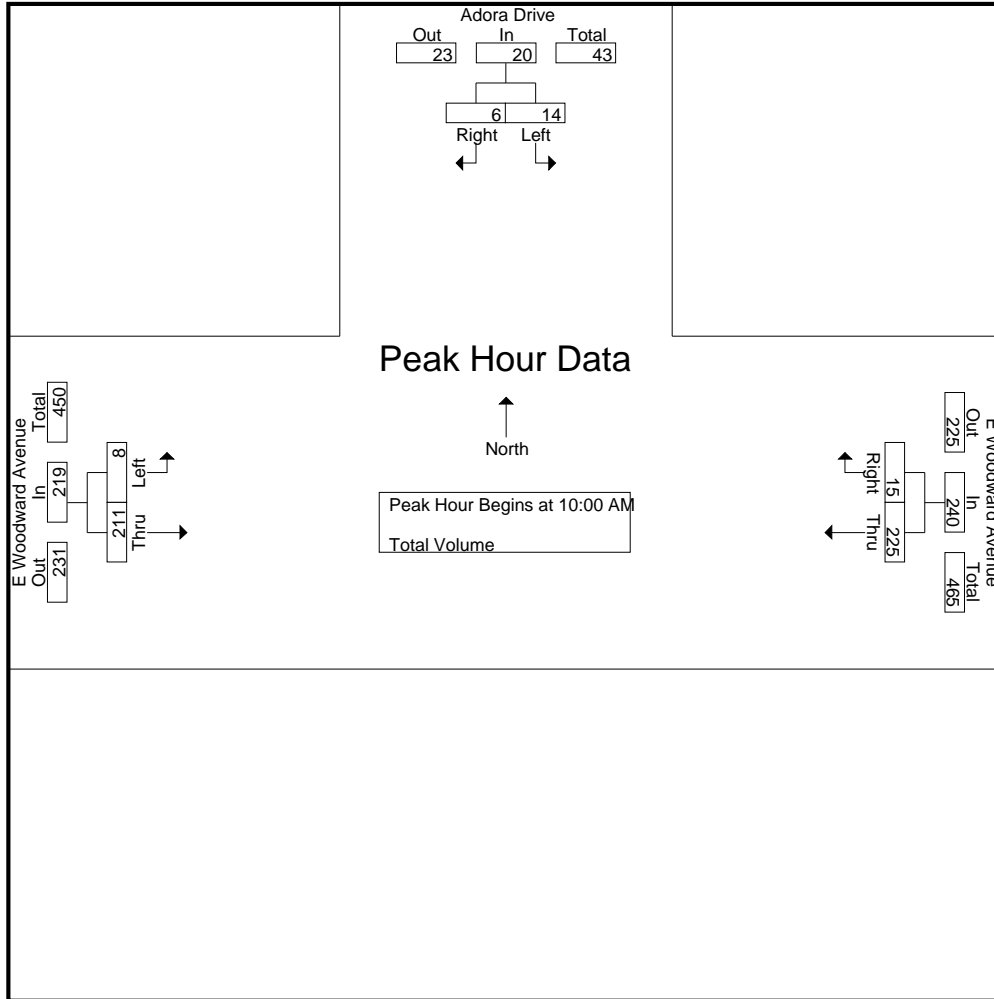 Adora Drive
Out In Total
23 20 43
6 14
Right Left
Peak Hour Data
North
Peak Hour Begins at 10:00 AM
Total Volume
E Woodward Avenue
Total In Out
450 219 231
8 211
Left Thru
E Woodward Avenue
Out In Total
225 240 465
15 225
Right Thru